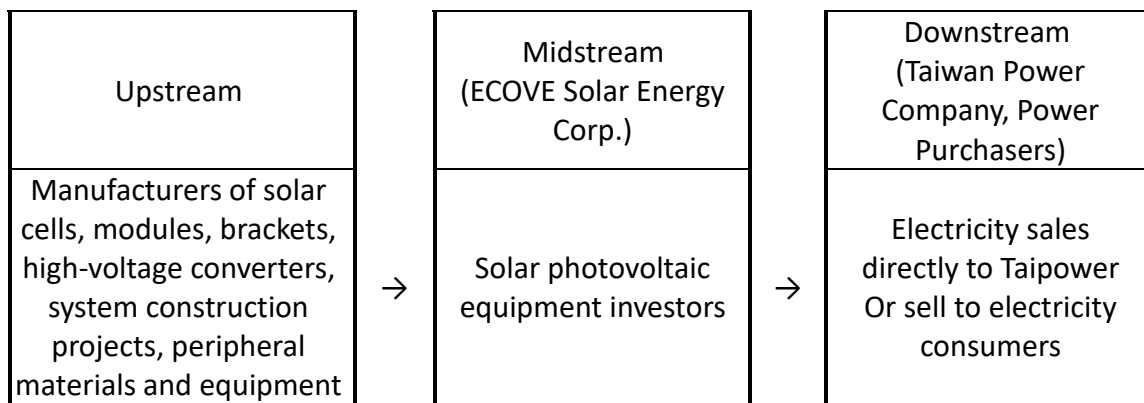 Upstream
Midstream
(ECOVE Solar Energy
Corp.)
Downstream
(Taiwan Power
Company, Power
Purchasers)
Manufacturers of solar
cells, modules, brackets,
high-voltage converters,
system construction
projects, peripheral
materials and equipment
→
Solar photovoltaic
equipment investors
→
Electricity sales
directly to Taipower
Or sell to electricity
consumers